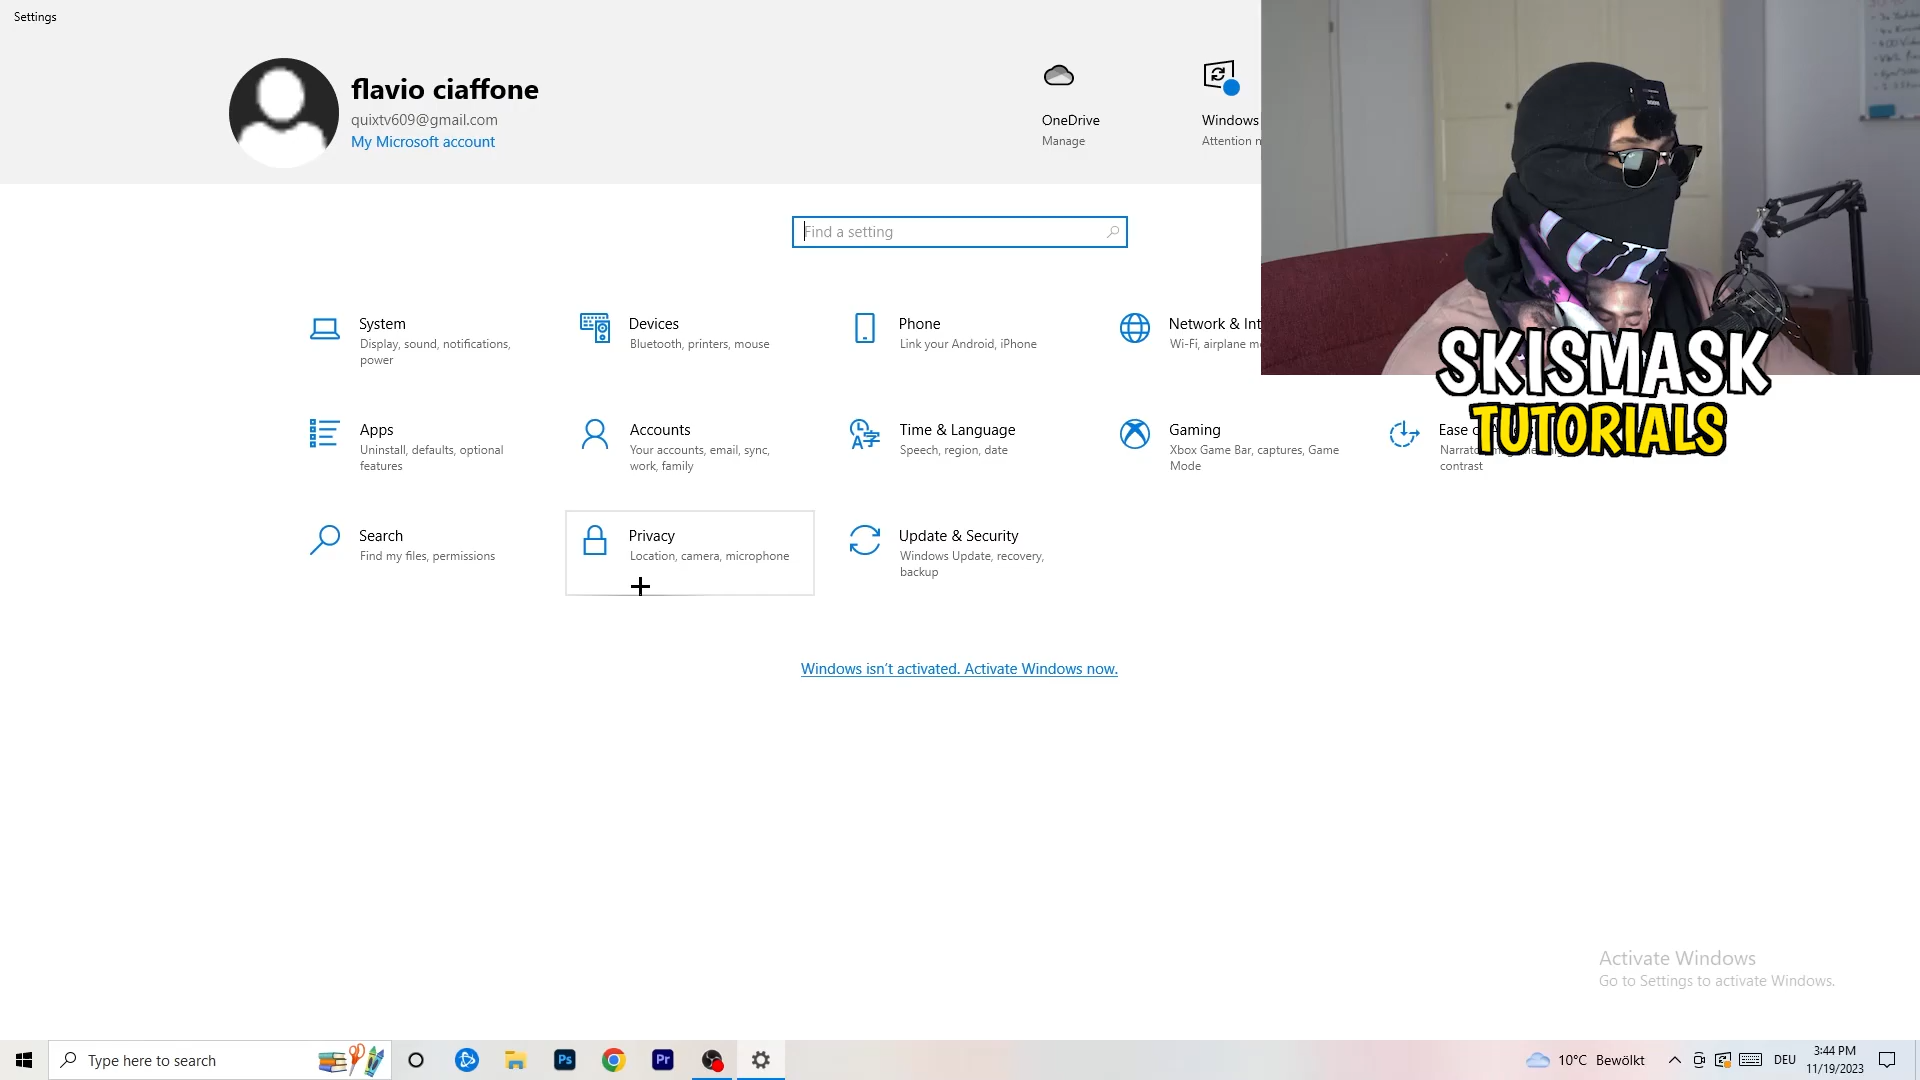 Settings
flavio ciaffone
quixtv609@gmail.com
My Microsoft account
OneDrive
Manage
Windows
Attention
Find a setting
System
Display, sound, notifications,
power
Devices
Bluetooth, printers, mouse
Phone
Link your Android, iPhone
Network &
Wi-Fi, airplane
SKISMASK
TUTORIALS
Apps
Uninstall, defaults, optional
features
Accounts
Your accounts, email, sync,
work, family
Time & Language
Speech, region, date
Gaming
Xbox Game Bar, captures, Game
Mode
Ease
contrast
Search
Find my files, permissions
Privacy
Location, camera, microphone
Update & Security
Windows Update, recovery,
backup
Windows isn't activated. Activate Windows now.
Activate Windows
Go to Settings to activate Windows.
Type here to search
Ps
Pr
10°C Bewölkt
DEU
3:44 PM
11/19/2023